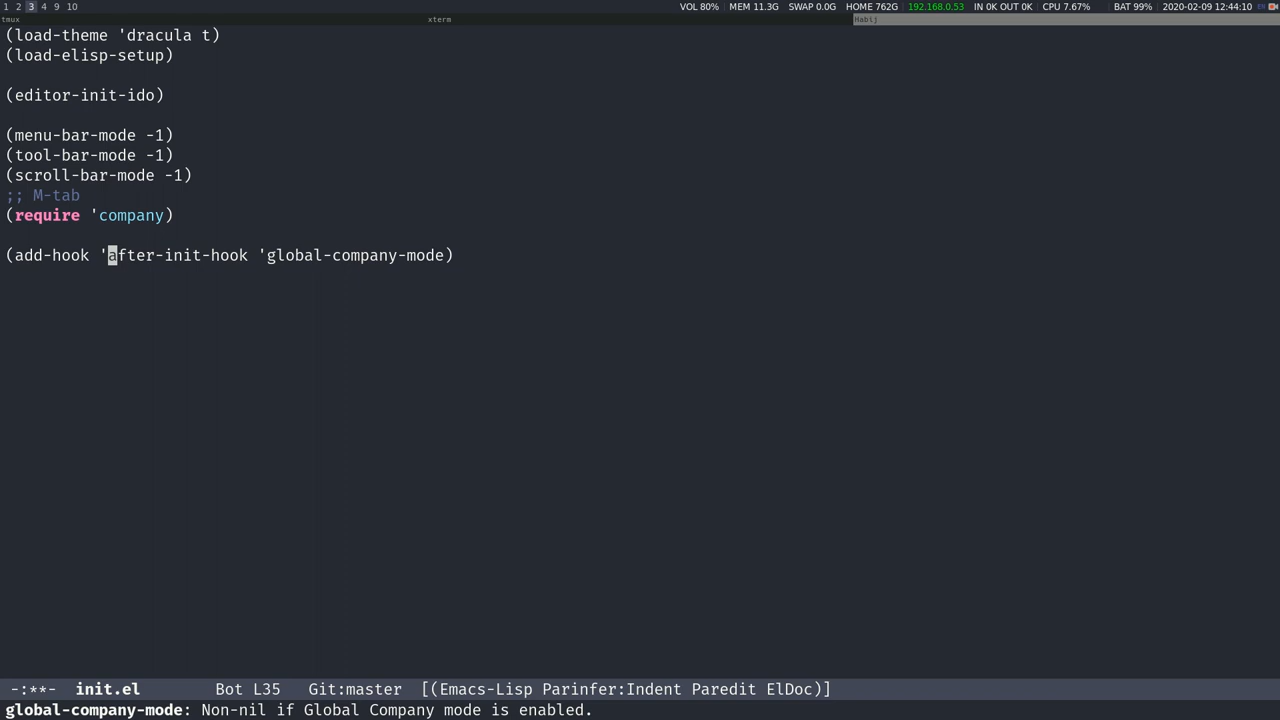 1 2 3 4 9 10 VOL 80% MEM 11.3G SWAP 0.0G HOME 762G 192.168.0.53 IN 0K OUT 0K CPU 7.67% BAT 99% 2020-02-09 12:44:10 EN
tmux xterm Habij
(load-theme 'dracula t)
(load-elisp-setup)
(editor-init-ido)
(menu-bar-mode -1)
(tool-bar-mode -1)
(scroll-bar-mode -1)
;; M-tab
(require 'company)
(add-hook 'after-init-hook 'global-company-mode)
-:**- init.el Bot L35 Git:master [(Emacs-Lisp Parinfer:Indent Paredit ElDoc)]
global-company-mode: Non-nil if Global Company mode is enabled.